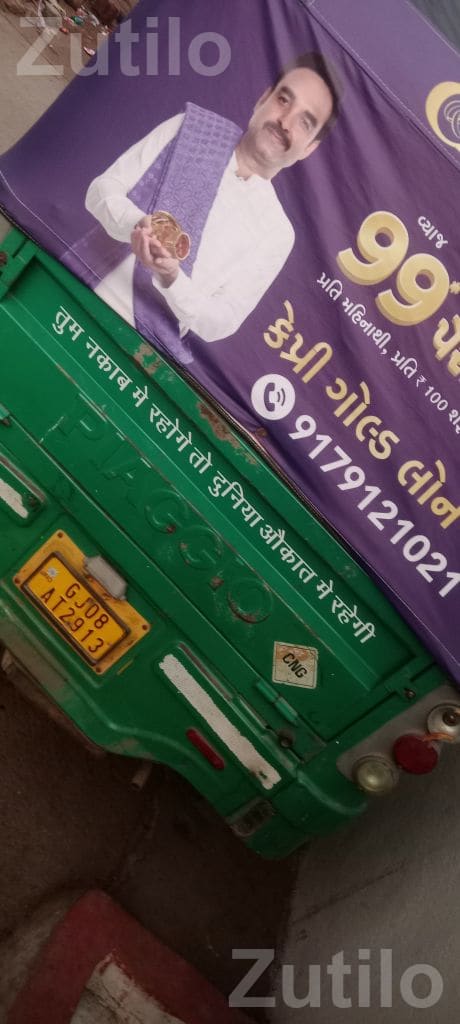 Zutilo
વ્યાજ
99
પ્રતિ મહિનાથી, પ્રતિ ₹ 100
કેપ્રી ગોલ્ડ લોન
9179121021
तुम नकाब मे रहोगे तो दुनिया औकात मे रहेगी
PIAGGIO
GJ08
AT2913
CNG
Zutilo